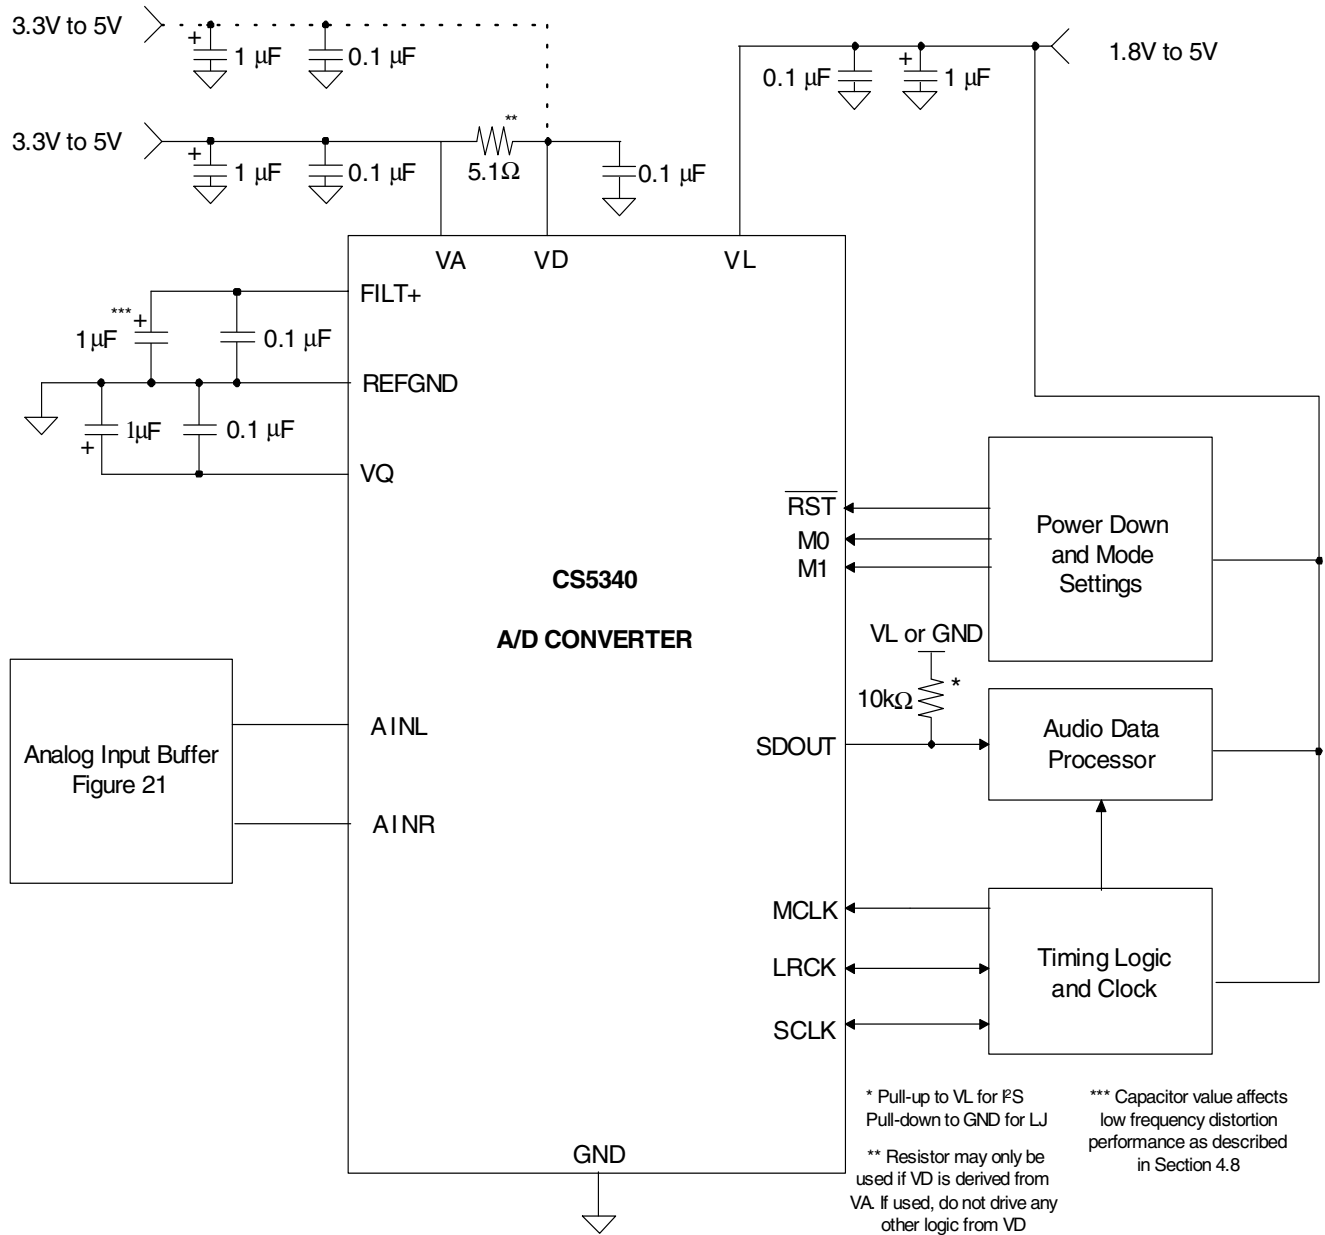 3.3V to 5V
+
1 µF
0.1 µF
0.1 µF
+
1 µF
1.8V to 5V
3.3V to 5V
+
1 µF
0.1 µF
**
5.1Ω
0.1 µF
VA
VD
VL
FILT+
***
+
1µF
0.1 µF
REFGND
1µF
+
0.1 µF
VQ
RST
M0
M1
Power Down
and Mode
Settings
CS5340
A/D CONVERTER
VL or GND
10kΩ
*
Analog Input Buffer
Figure 21
AINL
AINR
SDOUT
Audio Data
Processor
MCLK
LRCK
SCLK
Timing Logic
and Clock
GND
* Pull-up to VL for I²S
Pull-down to GND for LJ
** Resistor may only be
used if VD is derived from
VA. If used, do not drive any
other logic from VD
*** Capacitor value affects
low frequency distortion
performance as described
in Section 4.8